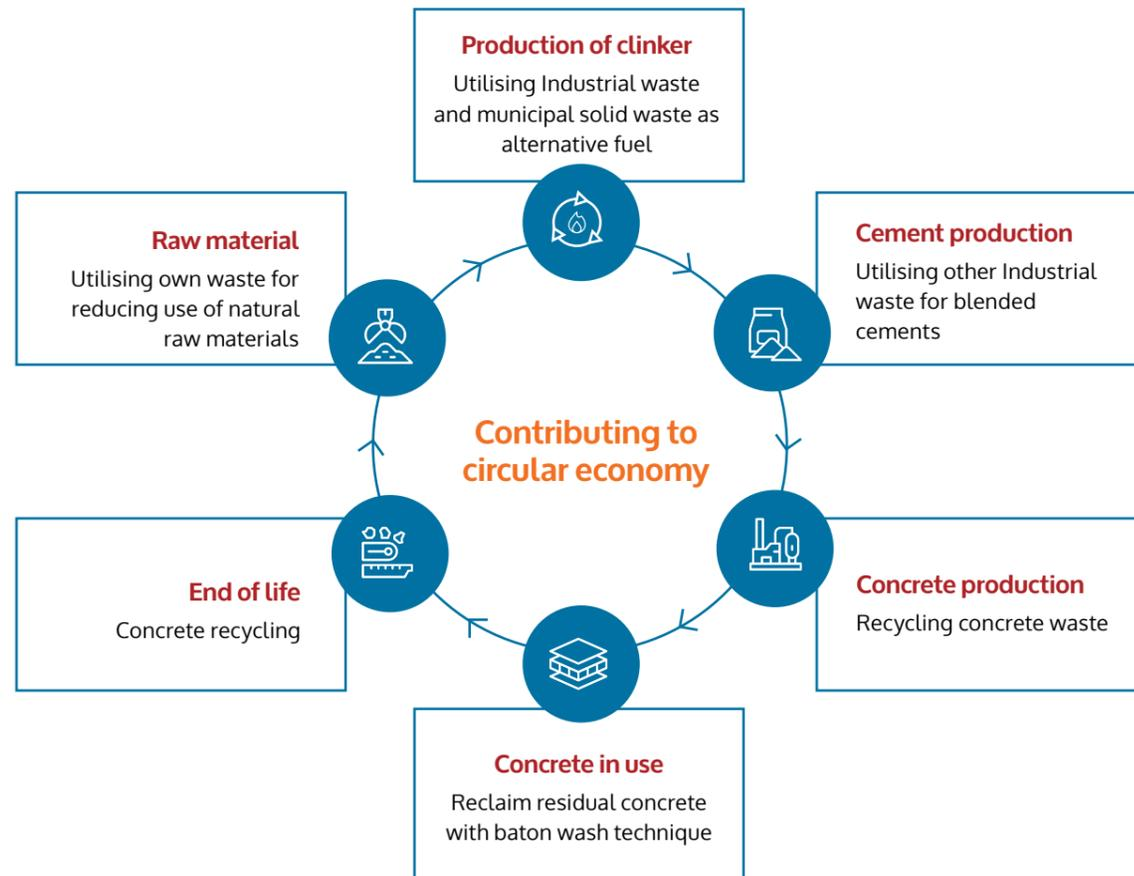 Production of clinker
Utilising Industrial waste
and municipal solid waste as
alternative fuel
Raw material
Utilising own waste for
reducing use of natural
raw materials
Cement production
Utilising other Industrial
waste for blended
cements
Contributing to
circular economy
End of life
Concrete recycling
Concrete production
Recycling concrete waste
Concrete in use
Reclaim residual concrete
with baton wash technique